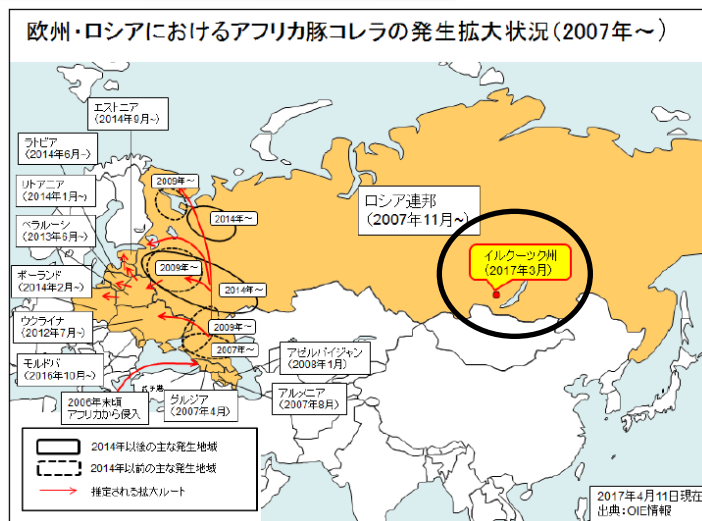 欧州・ロシアにおけるアフリカ豚コレラの発生拡大状況(2007年～)
エストニア
(2014年9月~)
ラトビア
(2014年6月~)
リトアニア
(2014年1月~)
ベラルーシ
(2013年6月~)
ポーランド
(2014年2月~)
ウクライナ
(2012年7月~)
モルドバ
(2016年10月~)
2006年末頃
アフリカから侵入
2009年～
2014年～
2009年～
2014年～
2009年～
2007年～
ロシア連邦
(2007年11月~)
イルクーツク州
(2017年3月)
アゼルバイジャン
(2008年1月)
アルメニア
(2007年8月)
グルジア
(2007年4月)
2014年以後の主な発生地域
2014年以前の主な発生地域
推定される拡大ルート
2017年4月11日現在
出典:OIE情報